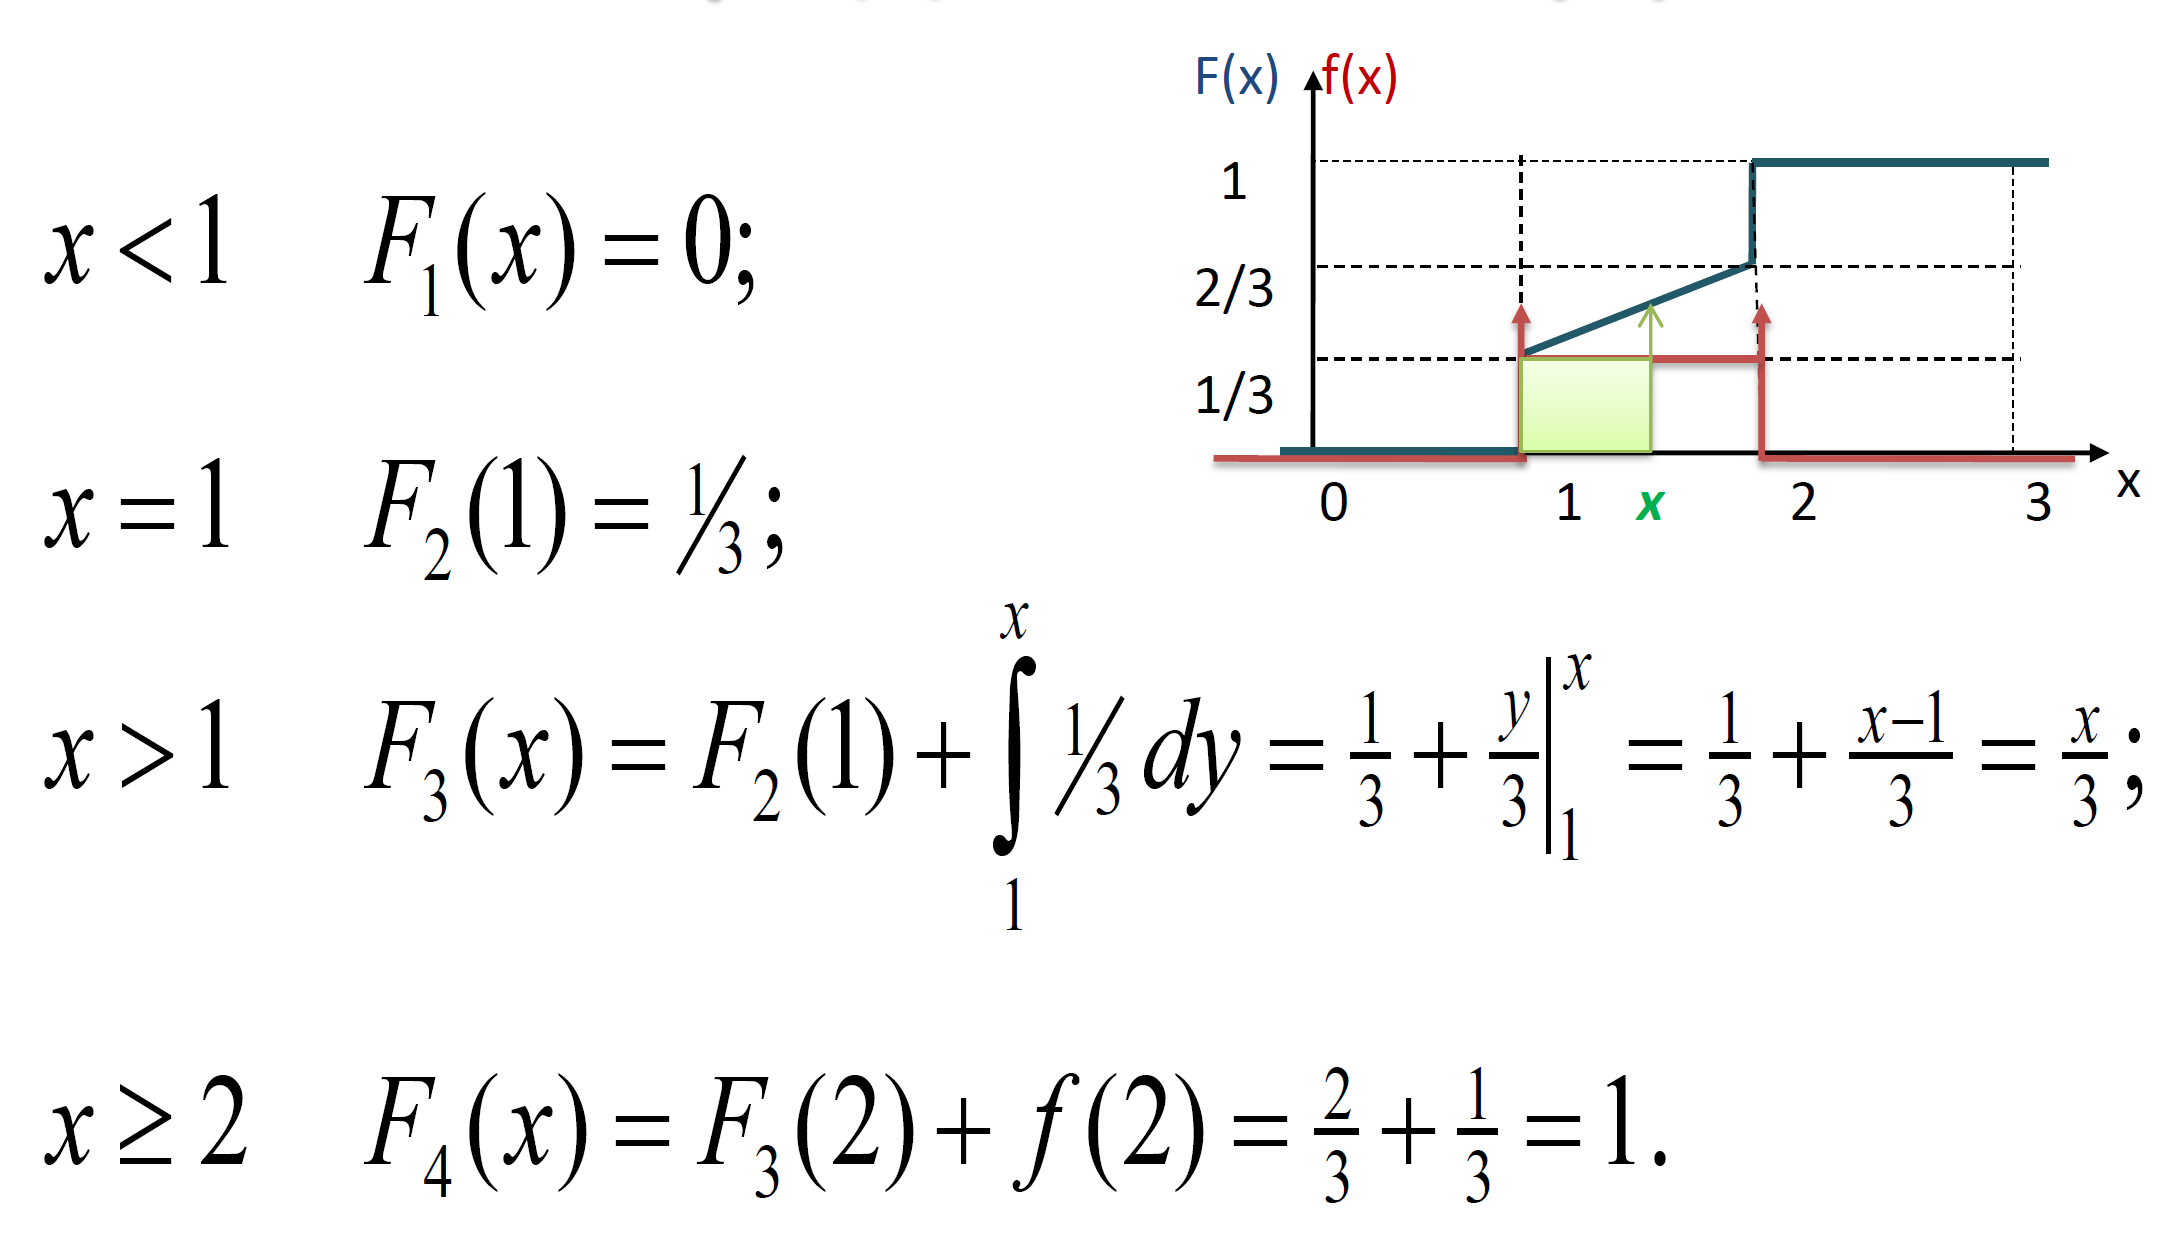 F(x) f(x)
1
2/3
1/3
0 1 x 2 3 x
x < 1 F₁(x) = 0;
x = 1 F₂(1) = 1/3;
x > 1 F₃(x) = F₂(1) + ∫₁ˣ 1/3 dy = 1/3 + y/3 |₁ˣ = 1/3 + (x−1)/3 = x/3;
x ≥ 2 F₄(x) = F₃(2) + f(2) = 2/3 + 1/3 = 1.